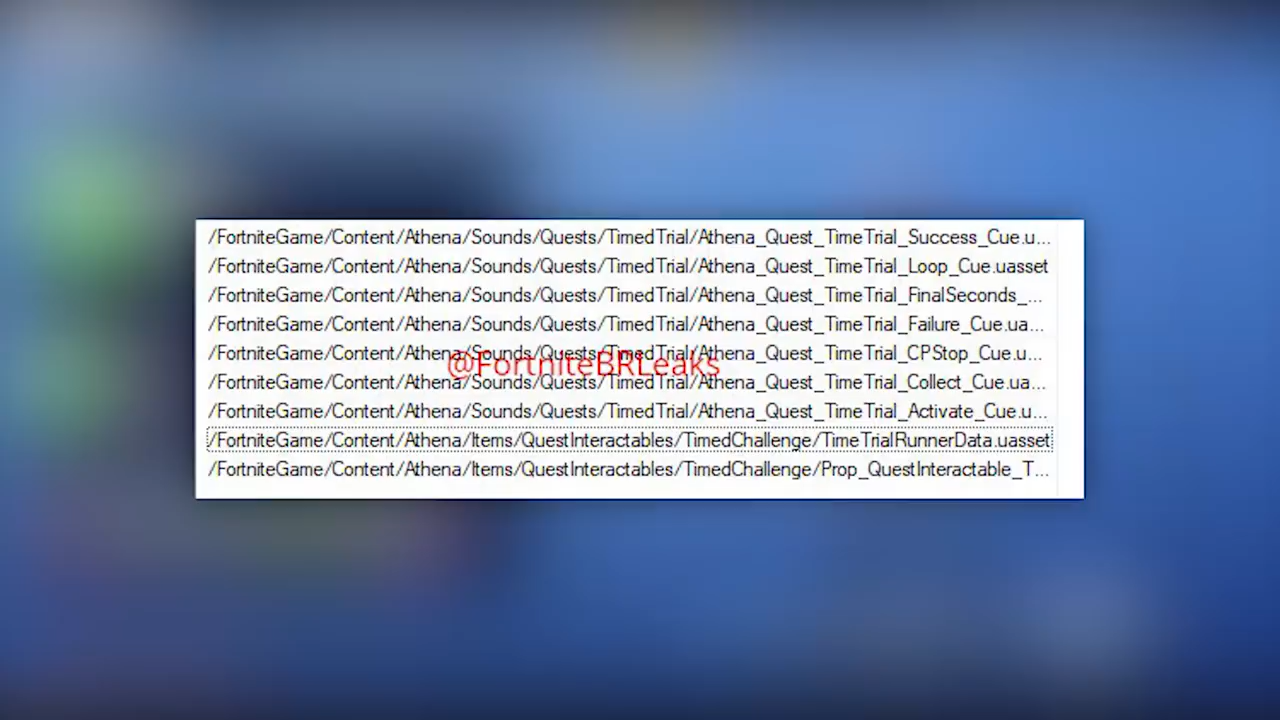 /FortniteGame/Content/Athena/Sounds/Quests/TimedTrial/Athena_Quest_TimeTrial_Success_Cue.u...
/FortniteGame/Content/Athena/Sounds/Quests/TimedTrial/Athena_Quest_TimeTrial_Loop_Cue.uasset
/FortniteGame/Content/Athena/Sounds/Quests/TimedTrial/Athena_Quest_TimeTrial_FinalSeconds_...
/FortniteGame/Content/Athena/Sounds/Quests/TimedTrial/Athena_Quest_TimeTrial_Failure_Cue.ua...
/FortniteGame/Content/Athena/Sounds/Quests/TimedTrial/Athena_Quest_TimeTrial_CPStop_Cue.u...
@FortniteBRLeaks
/FortniteGame/Content/Athena/Sounds/Quests/TimedTrial/Athena_Quest_TimeTrial_Collect_Cue.ua...
/FortniteGame/Content/Athena/Sounds/Quests/TimedTrial/Athena_Quest_TimeTrial_Activate_Cue.u...
/FortniteGame/Content/Athena/Items/QuestInteractables/TimedChallenge/TimeTrialRunnerData.uasset
/FortniteGame/Content/Athena/Items/QuestInteractables/TimedChallenge/Prop_QuestInteractable_T...